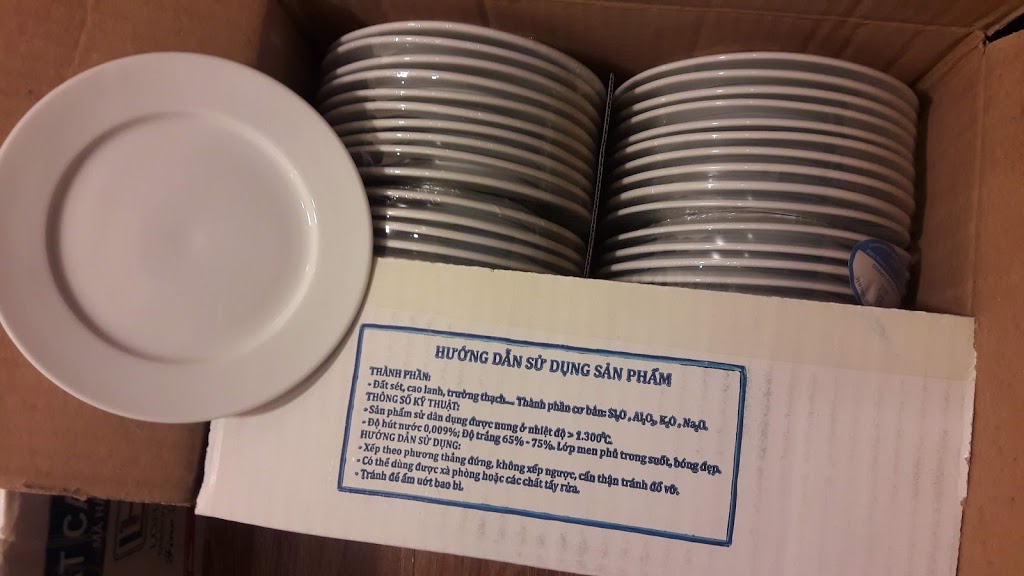 HƯỚNG DẪN SỬ DỤNG SẢN PHẨM
THÀNH PHẦN:
- Đất sét, cao lanh, trường thạch.... Thành phần cơ bản: Si₂O , Al₂O₃ , K₂O , Na₂O.
THÔNG SỐ KỸ THUẬT:
- Sản phẩm sứ dân dụng được nung ở nhiệt độ > 1.300⁰C.
- Độ hút nước 0,009%; Độ trắng 65% - 75%. Lớp men phủ trong suốt, bóng đẹp.
HƯỚNG DẪN SỬ DỤNG:
- Xếp theo phương thẳng đứng, không xếp ngược, cẩn thận tránh đổ vỡ.
- Có thể dùng được xà phòng hoặc các chất tẩy rửa.
- Tránh để ẩm ướt bao bì.